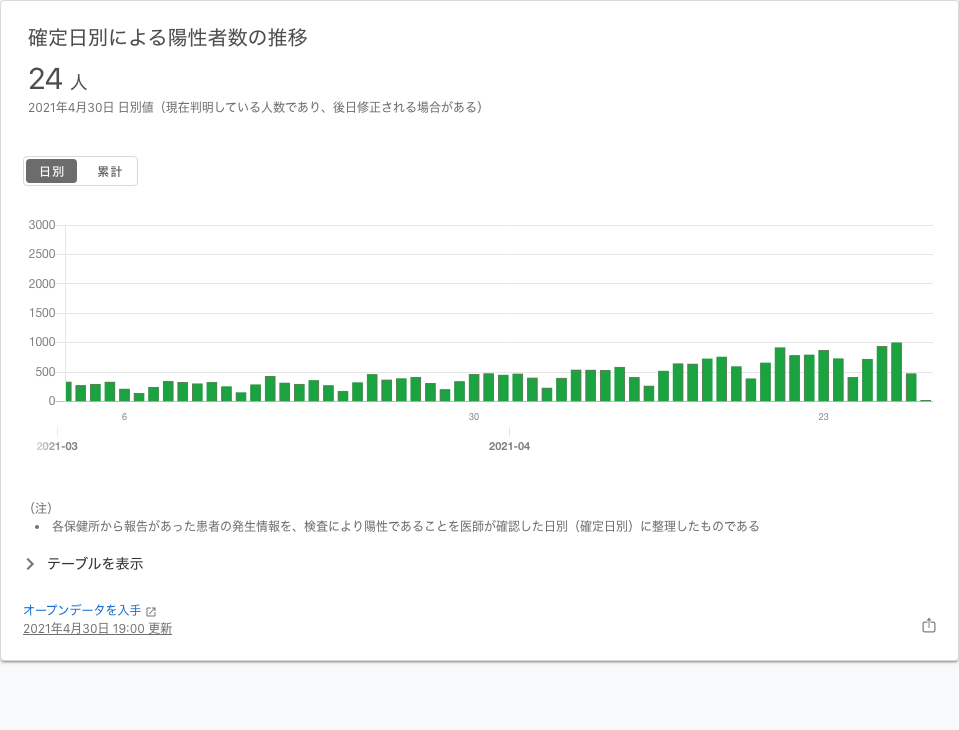 確定日別による陽性者数の推移
24 人
2021年4月30日 日別値（現在判明している人数であり、後日修正される場合がある）
日別 累計
3000
2500
2000
1500
1000
500
0
6 30 23
2021-03 2021-04
（注）
• 各保健所から報告があった患者の発生情報を、検査により陽性であることを医師が確認した日別（確定日別）に整理したものである
テーブルを表示
オープンデータを入手
2021年4月30日 19:00 更新